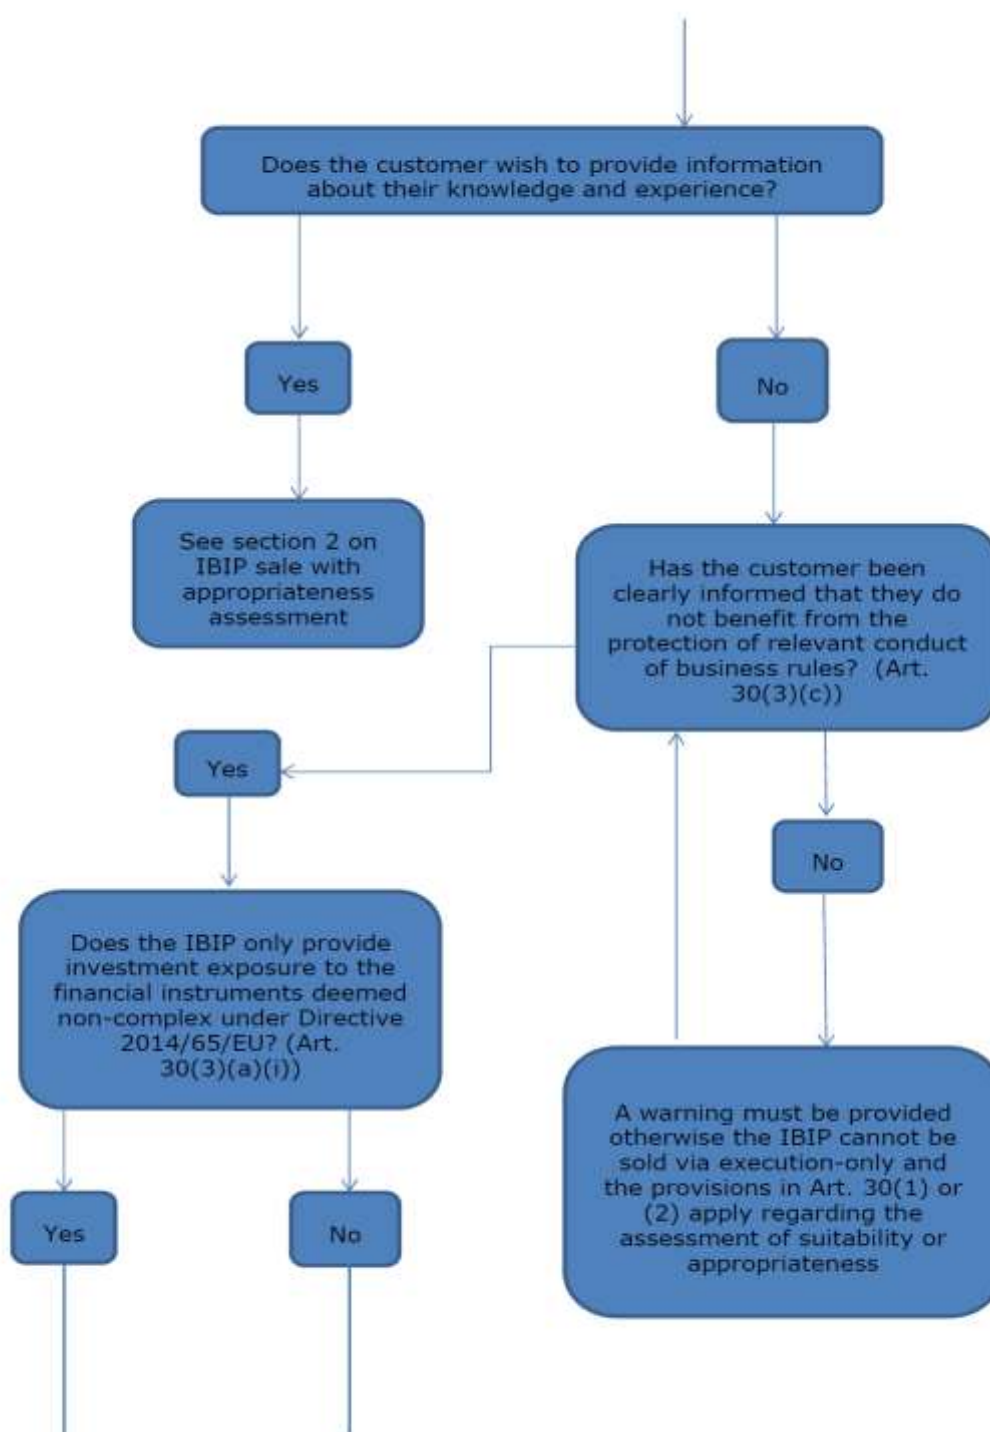 Does the customer wish to provide information
about their knowledge and experience?
Yes
No
See section 2 on
IBIP sale with
appropriateness
assessment
Has the customer been
clearly informed that they do
not benefit from the
protection of relevant conduct
of business rules?  (Art.
30(3)(c))
Yes
No
Does the IBIP only provide
investment exposure to the
financial instruments deemed
non-complex under Directive
2014/65/EU? (Art.
30(3)(a)(i))
A warning must be provided
otherwise the IBIP cannot be
sold via execution-only and
the provisions in Art. 30(1) or
(2) apply regarding the
assessment of suitability or
appropriateness
Yes
No